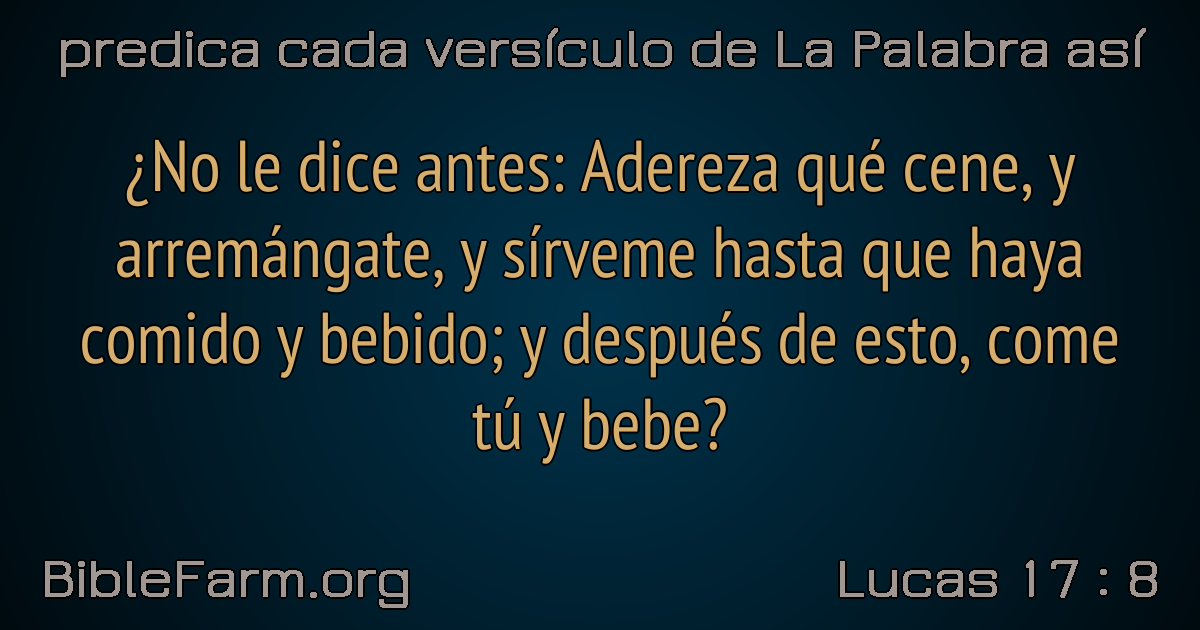 predica cada versículo de La Palabra así
¿No le dice antes: Adereza qué cene, y
arremángate, y sírveme hasta que haya
comido y bebido; y después de esto, come
tú y bebe?
BibleFarm.org
Lucas 17 : 8